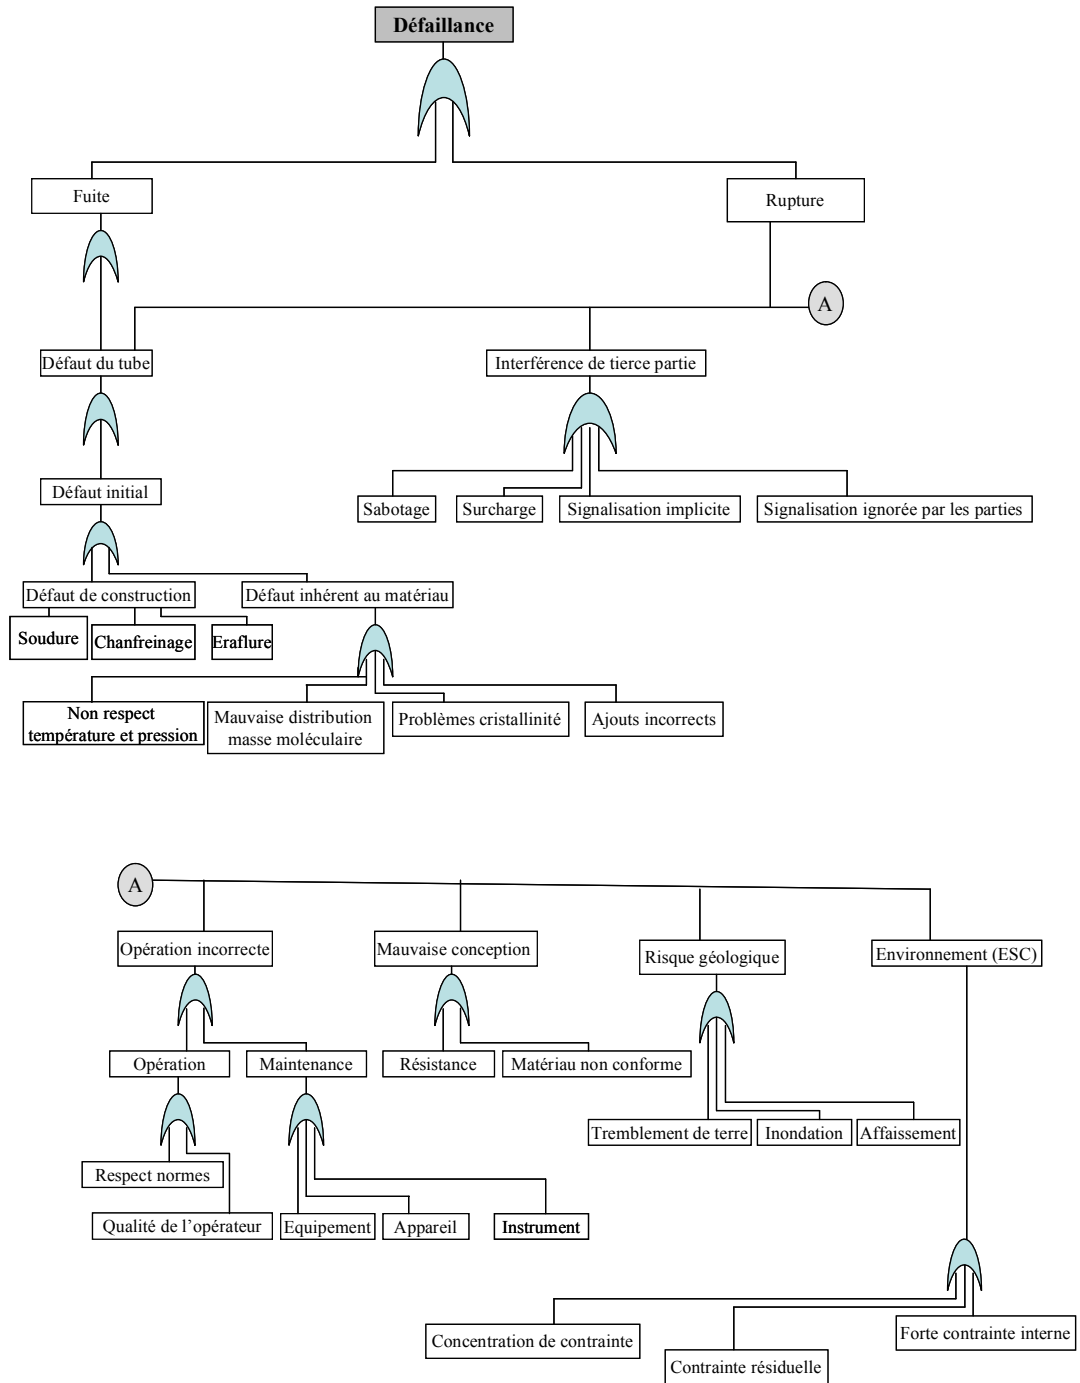 Défaillance
Fuite
Rupture
A
Défaut du tube
Interférence de tierce partie
Défaut initial
Sabotage
Surcharge
Signalisation implicite
Signalisation ignorée par les parties
Défaut de construction
Défaut inhérent au matériau
Soudure
Chanfreinage
Eraflure
Non respect
température et pression
Mauvaise distribution
masse moléculaire
Problèmes cristallinité
Ajouts incorrects
A
Opération incorrecte
Mauvaise conception
Risque géologique
Environnement (ESC)
Opération
Maintenance
Résistance
Matériau non conforme
Tremblement de terre
Inondation
Affaissement
Respect normes
Qualité de l’opérateur
Equipement
Appareil
Instrument
Concentration de contrainte
Contrainte résiduelle
Forte contrainte interne